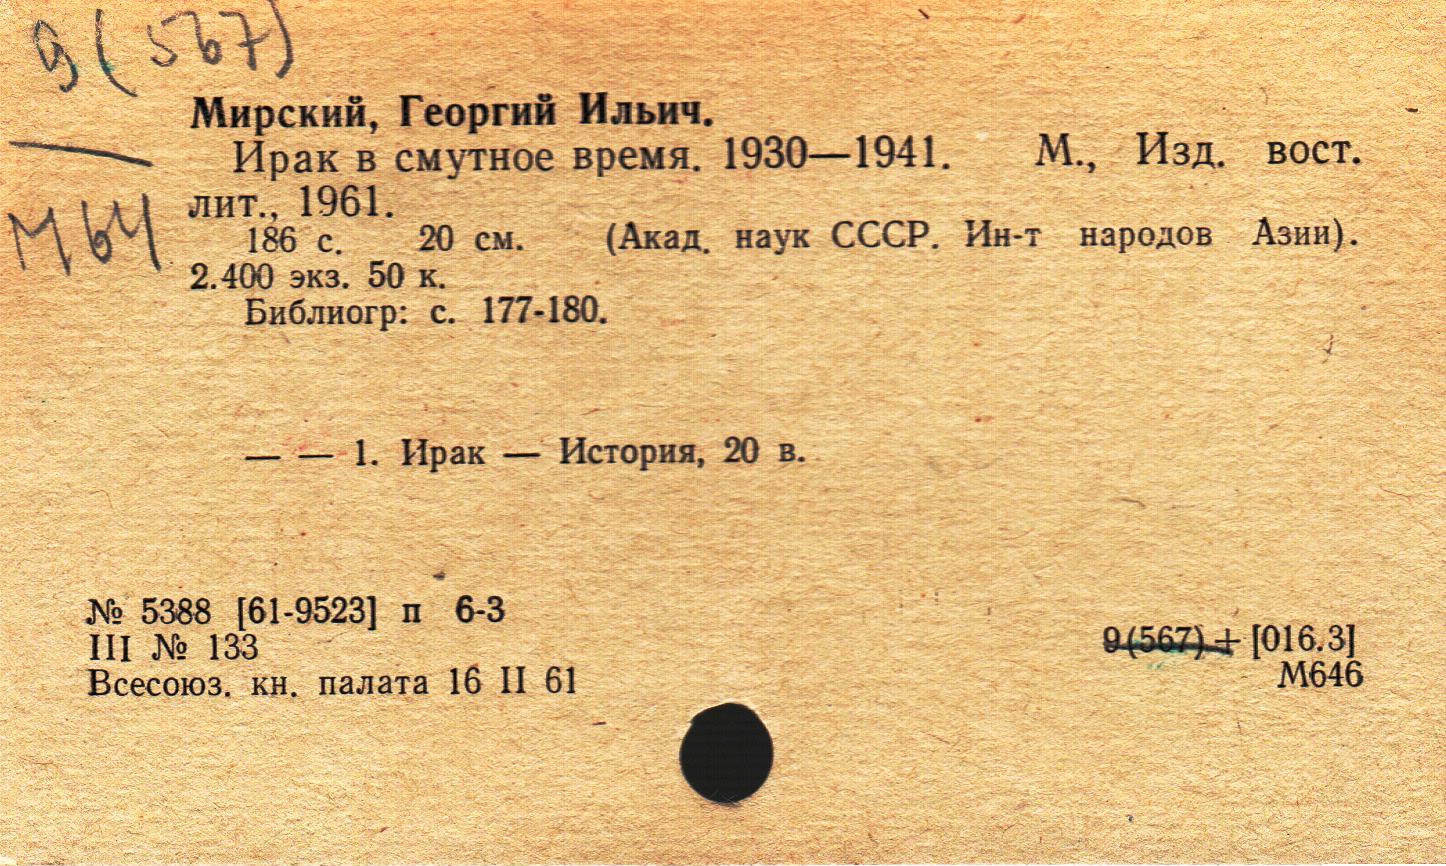 9(567)
М64
Мирский, Георгий Ильич.
Ирак в смутное время. 1930—1941. М., Изд. вост.
лит., 1961.
186 с. 20 см. (Акад. наук СССР. Ин-т народов Азии).
2.400 экз. 50 к.
Библиогр: с. 177-180.
— — 1. Ирак — История, 20 в.
№ 5388 [61-9523] п 6-3
III № 133
Всесоюз. кн. палата 16 II 61
9(567)+[016.3]
М646